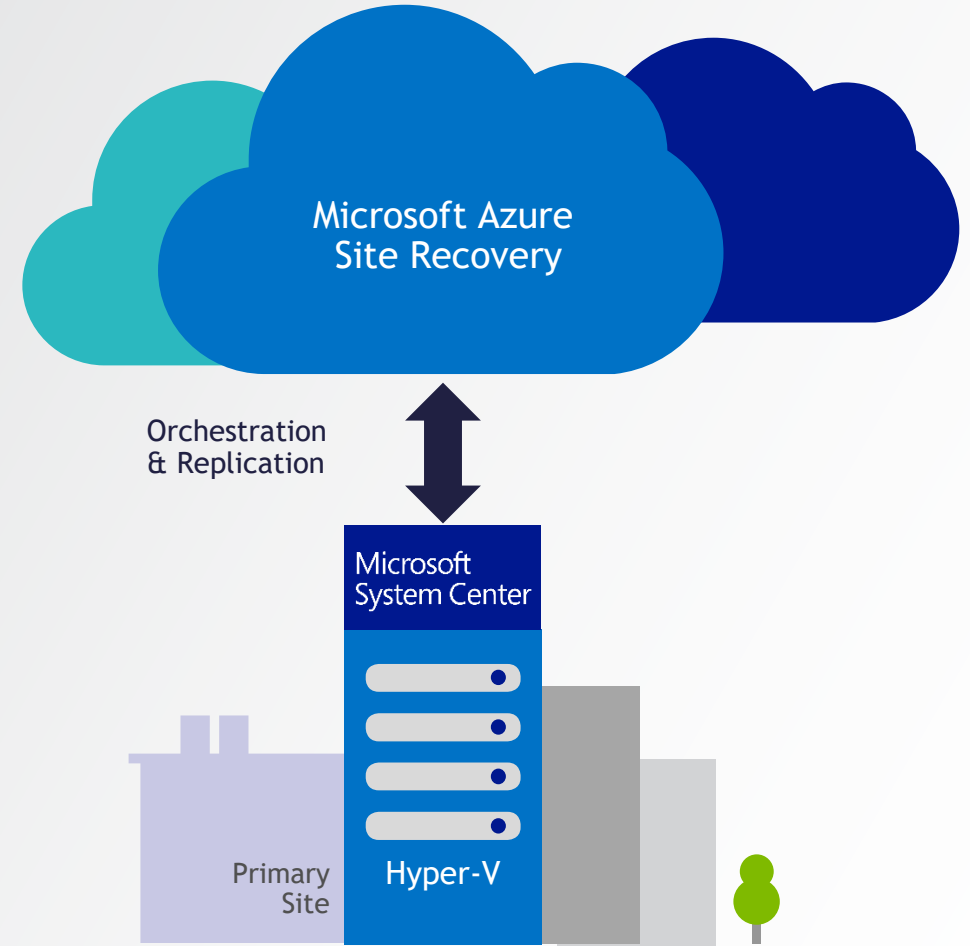 Microsoft Azure
Site Recovery
Orchestration
& Replication
Microsoft
System Center
Primary
Site
Hyper-V